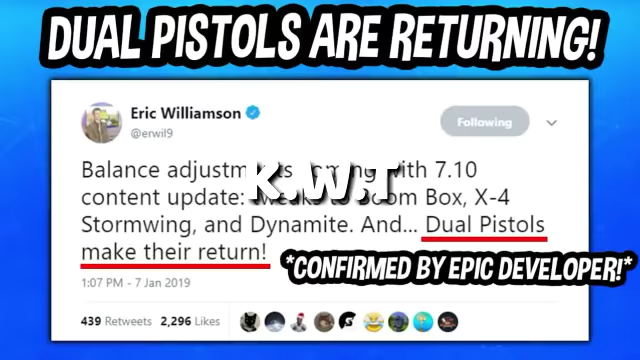 DUAL PISTOLS ARE RETURNING!
Eric Williamson
@erwil9
Following
Balance adjustm s coming with 7.10
content update: Boom Box, X-4
Stormwing, and Dynamite. And... Dual Pistols
make their return!
K.W.T
*CONFIRMED BY EPIC DEVELOPER!*
1:07 PM - 7 Jan 2019
439 Retweets 2,296 Likes